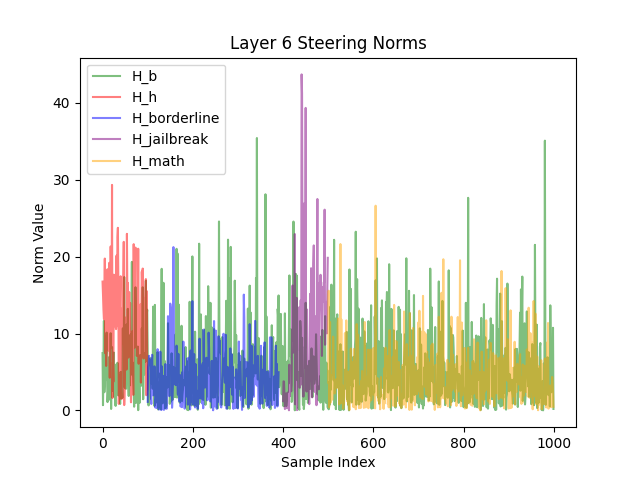 Layer 6 Steering Norms
H_b
H_h
H_borderline
H_jailbreak
H_math
Norm Value
40
30
20
10
0
0 200 400 600 800 1000
Sample Index